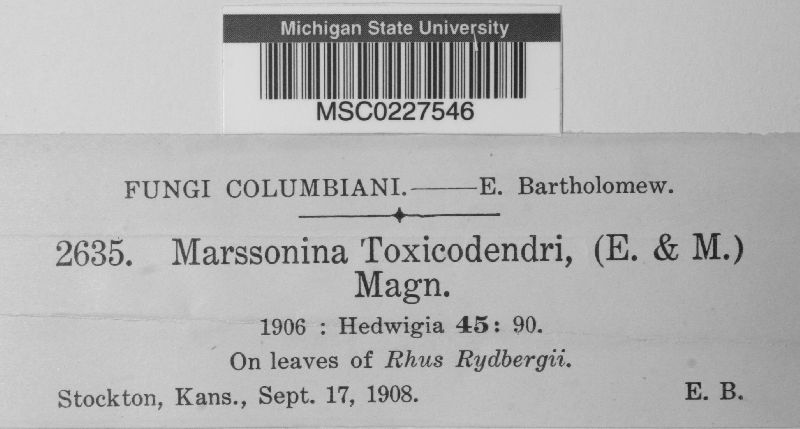 Michigan State University
MSC0227546
FUNGI COLUMBIANI.——E. Bartholomew.
2635. Marssonina Toxicodendri, (E. & M.)
Magn.
1906 : Hedwigia 45: 90.
On leaves of Rhus Rydbergii.
Stockton, Kans., Sept. 17, 1908. E. B.